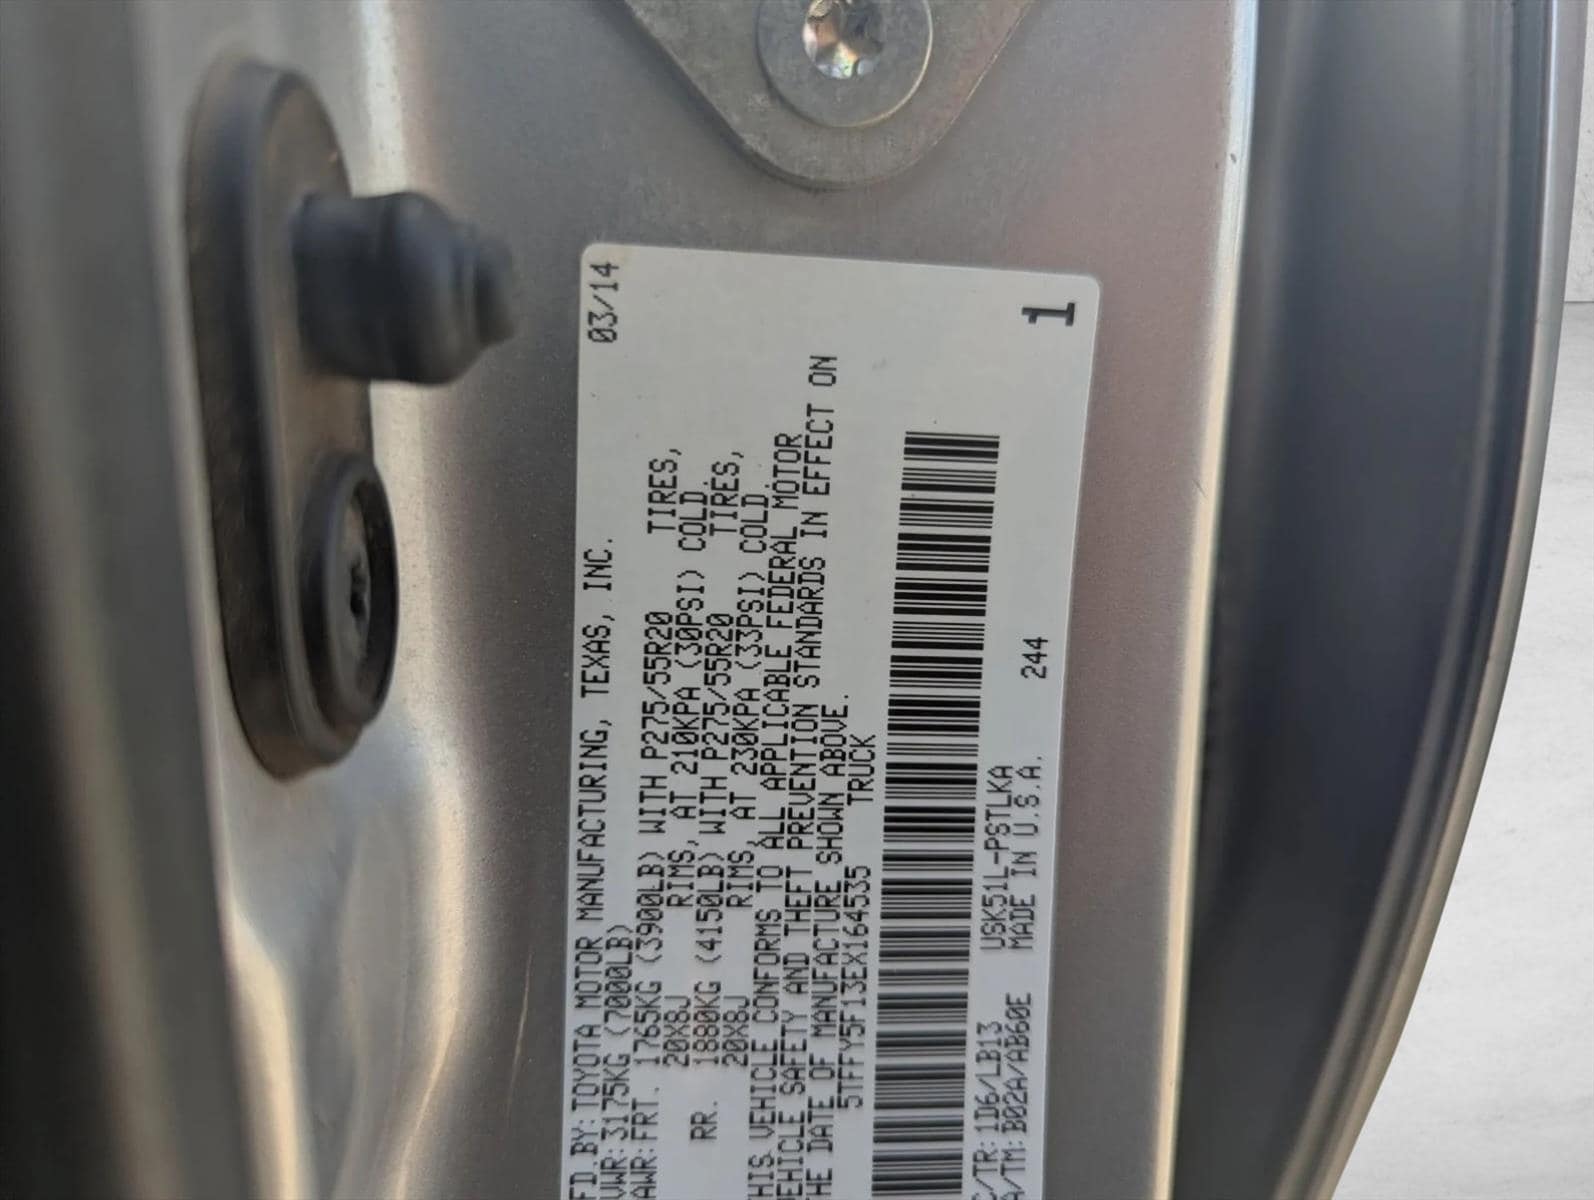 FD.BY: TOYOTA MOTOR MANUFACTURING, TEXAS, INC. 03/14
VWR: 3175KG (7000LB)
AWR: FRT. 1765KG (3900LB) WITH P275/55R20 TIRES,
20X8J RIMS, AT 210KPA (30PSI) COLD.
RR. 1880KG (4150LB) WITH P275/55R20 TIRES,
20X8J RIMS, AT 230KPA (33PSI) COLD.
THIS VEHICLE CONFORMS TO ALL APPLICABLE FEDERAL MOTOR
VEHICLE SAFETY AND THEFT PREVENTION STANDARDS IN EFFECT ON
THE DATE OF MANUFACTURE SHOWN ABOVE.
5TFFY5F13EX164535 TRUCK
C/TR: 1D6/LB13 USK51L-PSTLKA
A/TM: B02A/AB60E MADE IN U.S.A. 244
1